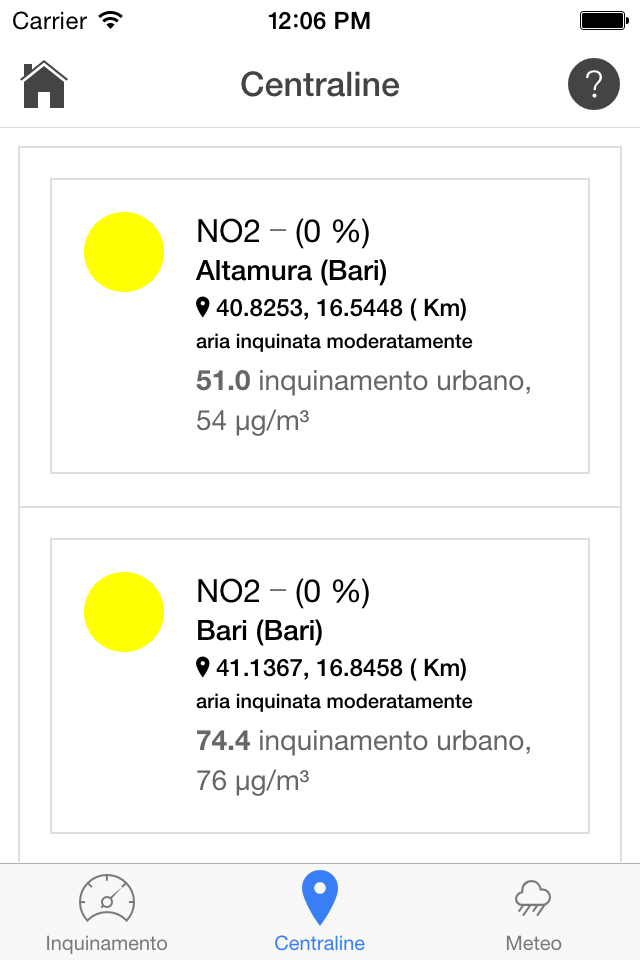 Carrier 12:06 PM
Centraline ?
NO2 – (0 %)
Altamura (Bari)
40.8253, 16.5448 ( Km)
aria inquinata moderatamente
51.0 inquinamento urbano,
54 µg/m³
NO2 – (0 %)
Bari (Bari)
41.1367, 16.8458 ( Km)
aria inquinata moderatamente
74.4 inquinamento urbano,
76 µg/m³
Inquinamento Centraline Meteo